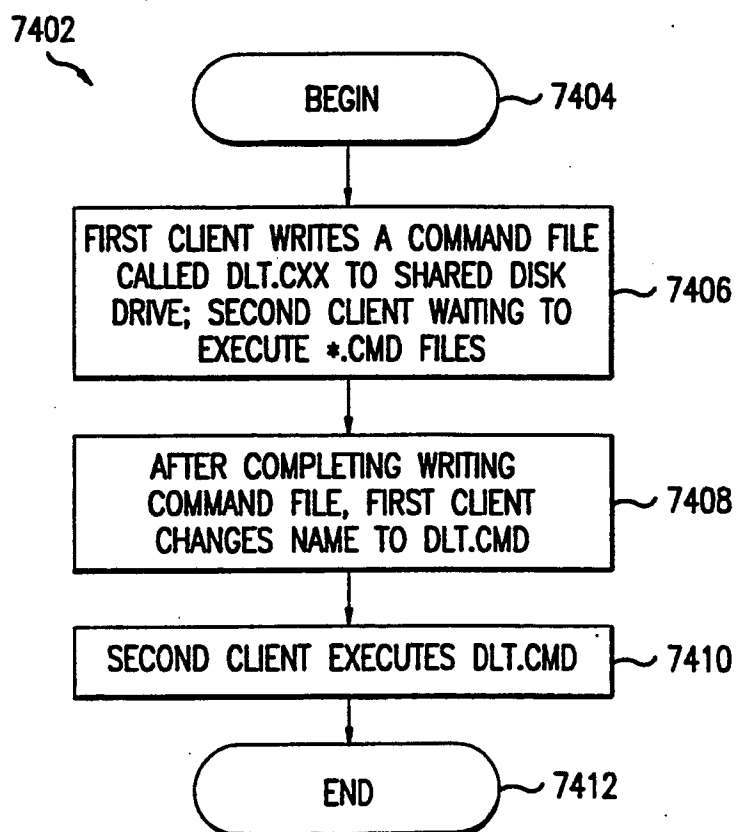 7402
BEGIN
7404
FIRST CLIENT WRITES A COMMAND FILE
CALLED DLT.CXX TO SHARED DISK
DRIVE; SECOND CLIENT WAITING TO
EXECUTE *.CMD FILES
7406
AFTER COMPLETING WRITING
COMMAND FILE, FIRST CLIENT
CHANGES NAME TO DLT.CMD
7408
SECOND CLIENT EXECUTES DLT.CMD
7410
END
7412